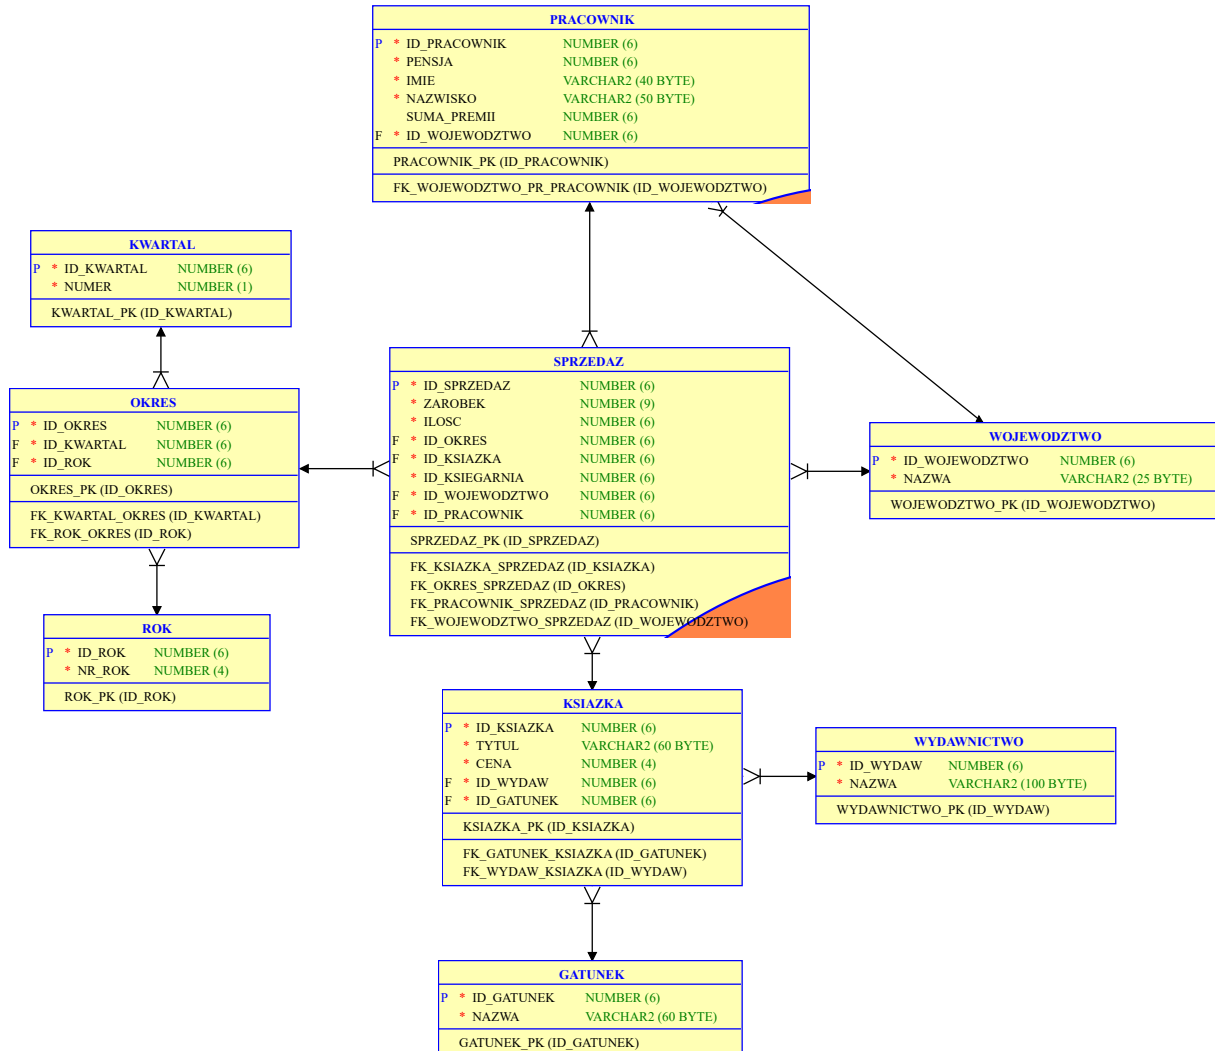 PRACOWNIK
P * ID_PRACOWNIK NUMBER (6)
* PENSJA NUMBER (6)
* IMIE VARCHAR2 (40 BYTE)
* NAZWISKO VARCHAR2 (50 BYTE)
SUMA_PREMII NUMBER (6)
F * ID_WOJEWODZTWO NUMBER (6)
PRACOWNIK_PK (ID_PRACOWNIK)
FK_WOJEWODZTWO_PR_PRACOWNIK (ID_WOJEWODZTWO)
KWARTAL
P * ID_KWARTAL NUMBER (6)
* NUMER NUMBER (1)
KWARTAL_PK (ID_KWARTAL)
OKRES
P * ID_OKRES NUMBER (6)
F * ID_KWARTAL NUMBER (6)
F * ID_ROK NUMBER (6)
OKRES_PK (ID_OKRES)
FK_KWARTAL_OKRES (ID_KWARTAL)
FK_ROK_OKRES (ID_ROK)
ROK
P * ID_ROK NUMBER (6)
* NR_ROK NUMBER (4)
ROK_PK (ID_ROK)
SPRZEDAZ
P * ID_SPRZEDAZ NUMBER (6)
* ZAROBEK NUMBER (9)
* ILOSC NUMBER (6)
F * ID_OKRES NUMBER (6)
F * ID_KSIAZKA NUMBER (6)
* ID_KSIEGARNIA NUMBER (6)
F * ID_WOJEWODZTWO NUMBER (6)
F * ID_PRACOWNIK NUMBER (6)
SPRZEDAZ_PK (ID_SPRZEDAZ)
FK_KSIAZKA_SPRZEDAZ (ID_KSIAZKA)
FK_OKRES_SPRZEDAZ (ID_OKRES)
FK_PRACOWNIK_SPRZEDAZ (ID_PRACOWNIK)
FK_WOJEWODZTWO_SPRZEDAZ (ID_WOJEWODZTWO)
WOJEWODZTWO
P * ID_WOJEWODZTWO NUMBER (6)
* NAZWA VARCHAR2 (25 BYTE)
WOJEWODZTWO_PK (ID_WOJEWODZTWO)
KSIAZKA
P * ID_KSIAZKA NUMBER (6)
* TYTUL VARCHAR2 (60 BYTE)
* CENA NUMBER (4)
F * ID_WYDAW NUMBER (6)
F * ID_GATUNEK NUMBER (6)
KSIAZKA_PK (ID_KSIAZKA)
FK_GATUNEK_KSIAZKA (ID_GATUNEK)
FK_WYDAW_KSIAZKA (ID_WYDAW)
WYDAWNICTWO
P * ID_WYDAW NUMBER (6)
* NAZWA VARCHAR2 (100 BYTE)
WYDAWNICTWO_PK (ID_WYDAW)
GATUNEK
P * ID_GATUNEK NUMBER (6)
* NAZWA VARCHAR2 (60 BYTE)
GATUNEK_PK (ID_GATUNEK)